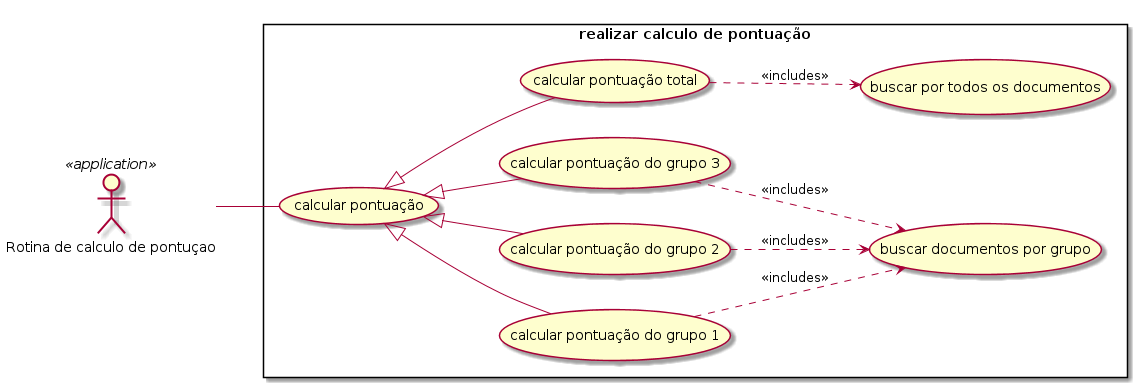 realizar calculo de pontuação
calcular pontuação total
«includes»
buscar por todos os documentos
«application»
Rotina de calculo de pontuçao
calcular pontuação
calcular pontuação do grupo 3
«includes»
calcular pontuação do grupo 2
«includes»
buscar documentos por grupo
«includes»
calcular pontuação do grupo 1